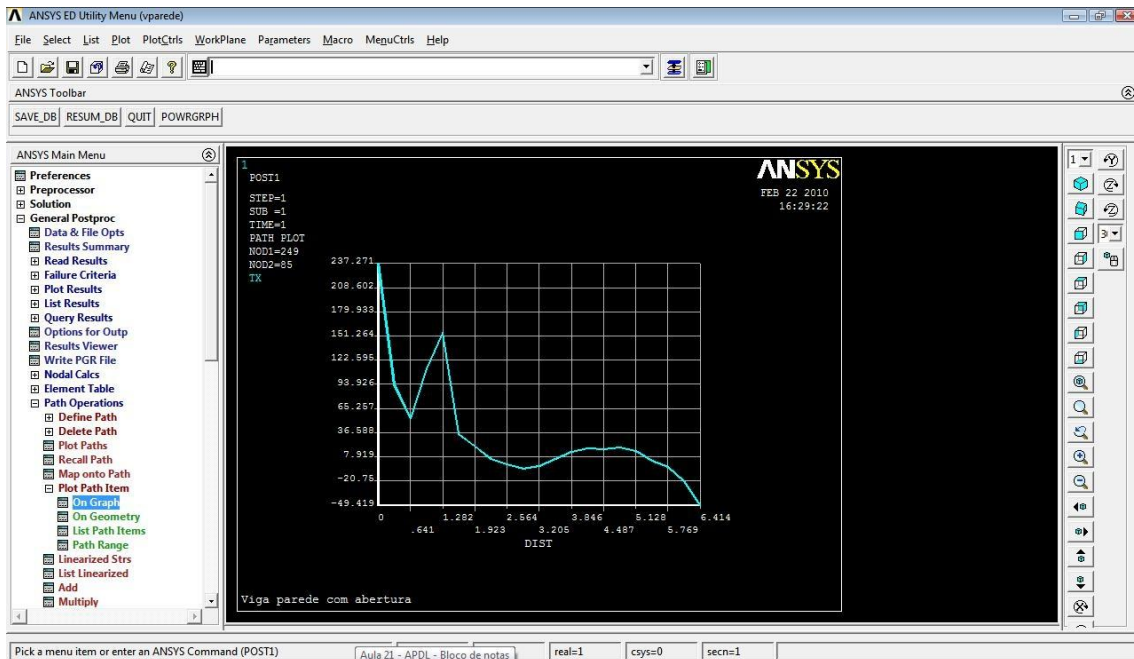 ANSYS ED Utility Menu (vparede)
File Select List Plot PlotCtrls WorkPlane Parameters Macro MenuCtrls Help
ANSYS Toolbar
SAVE_DB RESUM_DB QUIT POWRGRPH
ANSYS Main Menu
Preferences
Preprocessor
Solution
General Postproc
Data & File Opts
Results Summary
Read Results
Failure Criteria
Plot Results
List Results
Query Results
Options for Outp
Results Viewer
Write PGR File
Nodal Calcs
Element Table
Path Operations
Define Path
Delete Path
Plot Paths
Recall Path
Map onto Path
Plot Path Item
On Graph
On Geometry
List Path Items
Path Range
Linearized Strs
List Linearized
Add
Multiply
1
POST1
STEP=1
SUB =1
TIME=1
PATH PLOT
NOD1=249
NOD2=85
TX
ANSYS
FEB 22 2010
16:29:22
237.271
208.602
179.933
151.264
122.595
93.926
65.257
36.588
7.919
-20.75
-49.419
0 1.282 2.564 3.846 5.128 6.414
.641 1.923 3.205 4.487 5.769
DIST
Viga parede com abertura
1
Pick a menu item or enter an ANSYS Command (POST1)
Aula 21 - APDL - Bloco de notas
real=1
csys=0
secn=1